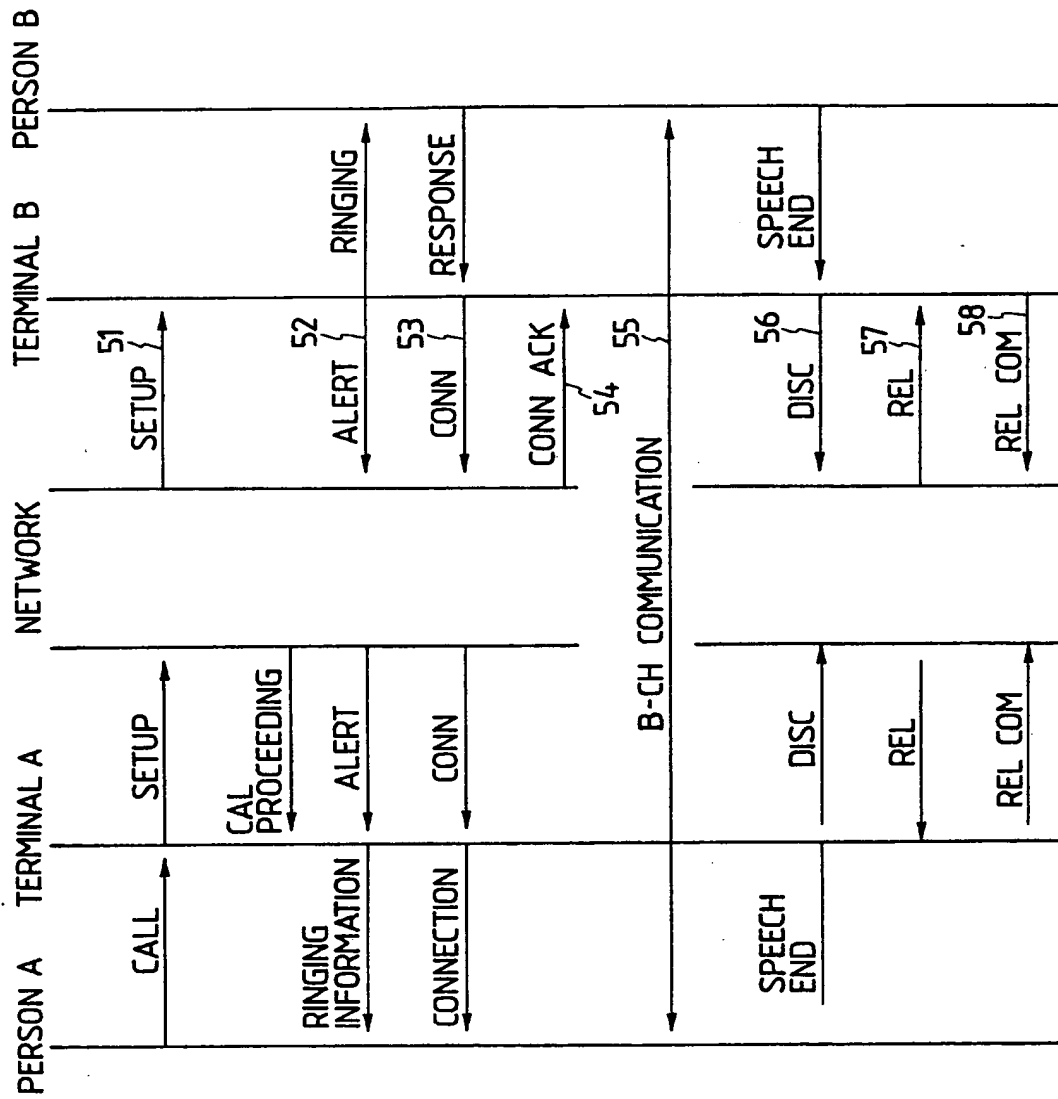 PERSON A
TERMINAL A
NETWORK
TERMINAL B
PERSON B
CALL
SETUP
SETUP
51
CAL
PROCEEDING
RINGING
INFORMATION
ALERT
ALERT
52
RINGING
CONNECTION
CONN
CONN
53
RESPONSE
CONN ACK
54
B-CH COMMUNICATION
55
SPEECH
END
DISC
DISC
56
SPEECH
END
REL
REL
57
REL COM
REL COM
58